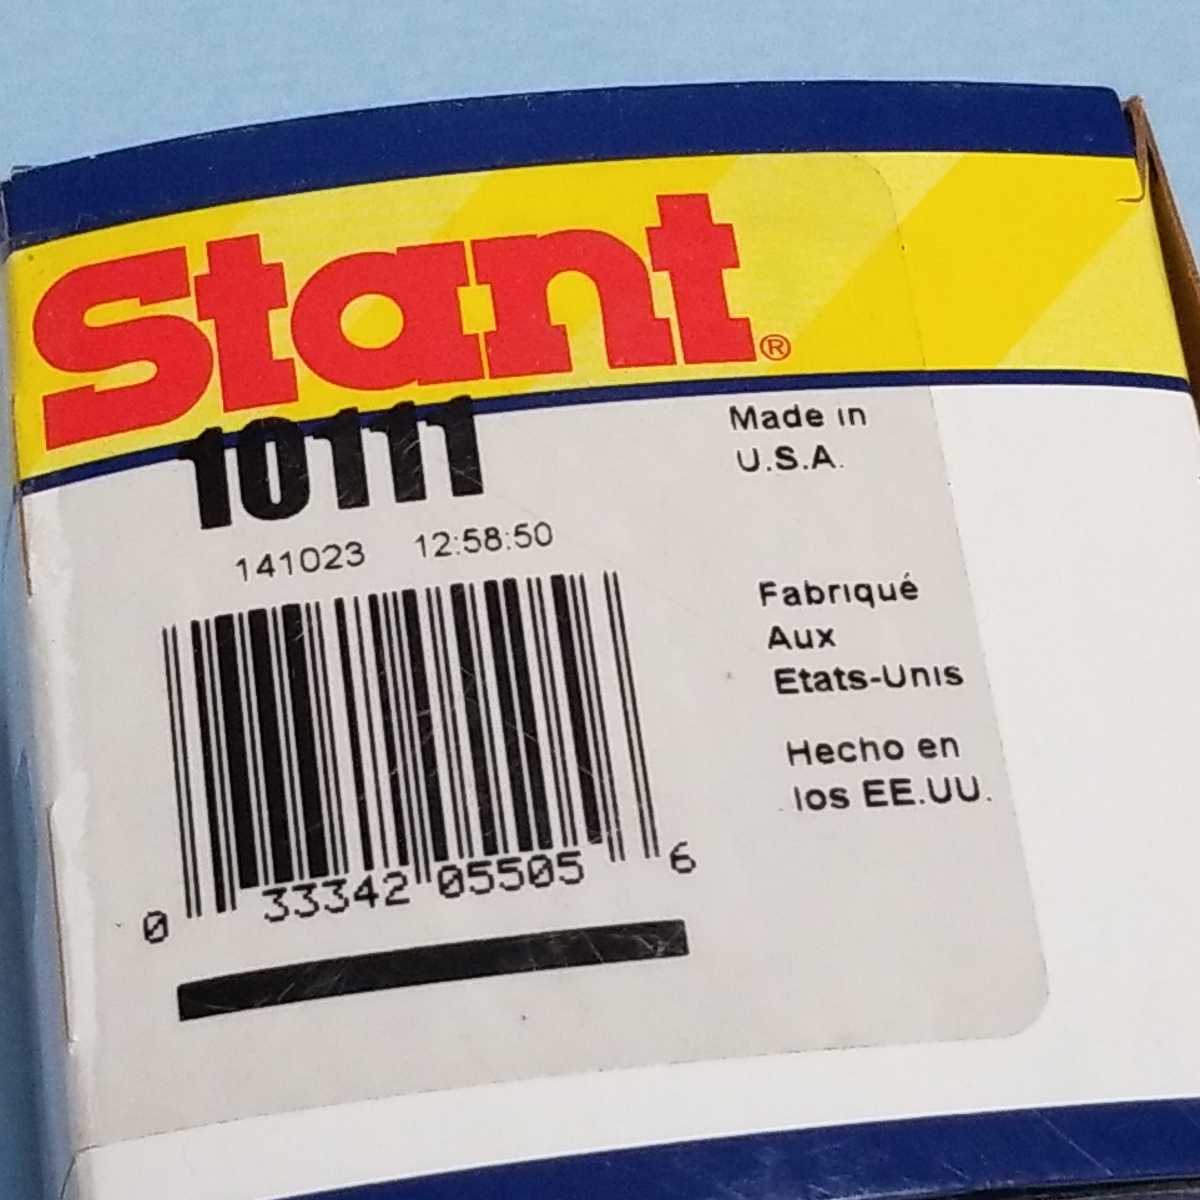 Stant®
10111
141023 12:58:50
0 33342 05505 6
Made in
U.S.A.
Fabriqué
Aux
Etats-Unis
Hecho en
los EE.UU.